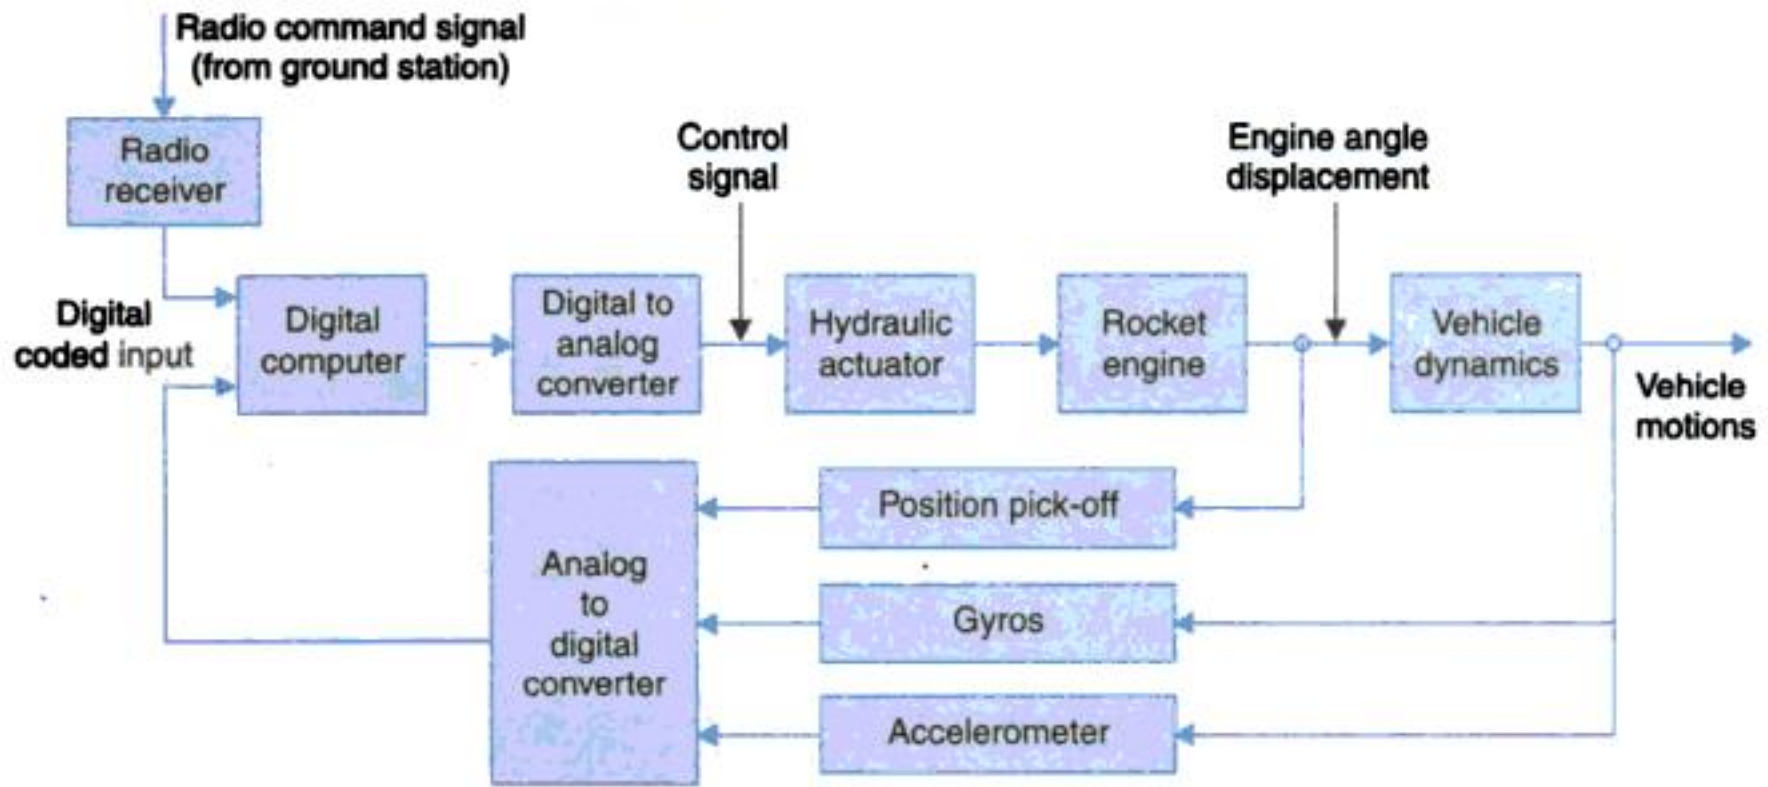 Radio command signal
(from ground station)
Radio
receiver
Control
signal
Engine angle
displacement
Digital
coded input
Digital
computer
Digital to
analog
converter
Hydraulic
actuator
Rocket
engine
Vehicle
dynamics
Vehicle
motions
Analog
to
digital
converter
Position pick-off
Gyros
Accelerometer